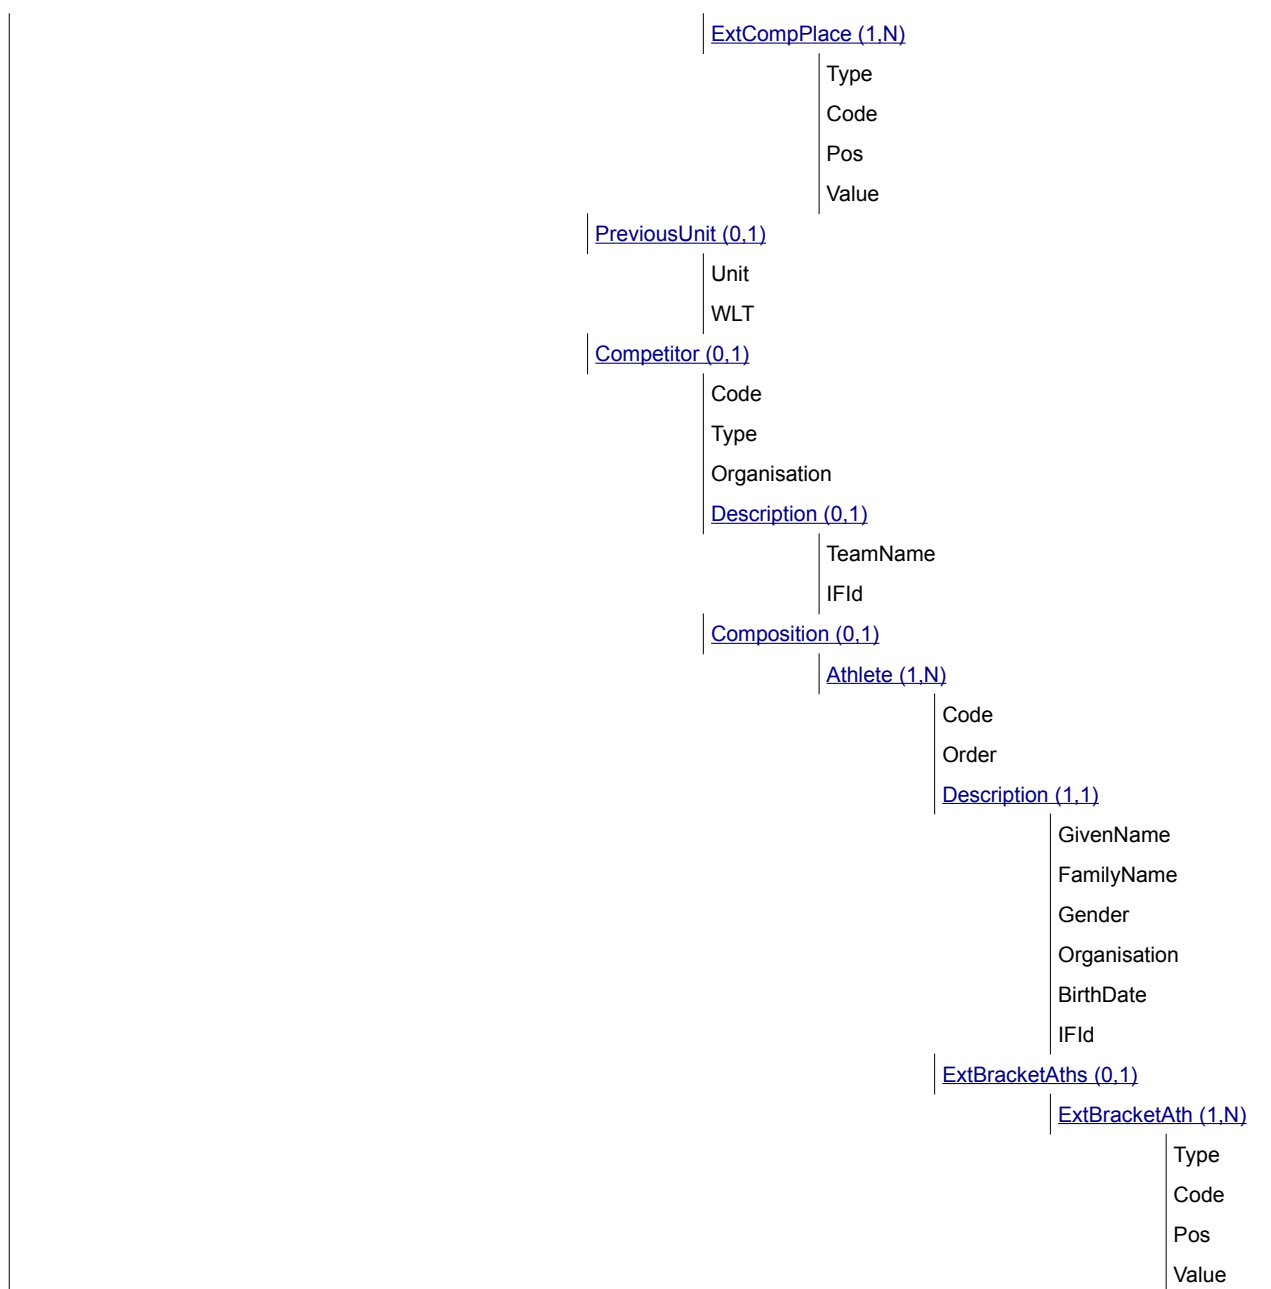 ExtCompPlace (1,N)
Type
Code
Pos
Value
PreviousUnit (0,1)
Unit
WLT
Competitor (0,1)
Code
Type
Organisation
Description (0,1)
TeamName
IFId
Composition (0,1)
Athlete (1,N)
Code
Order
Description (1,1)
GivenName
FamilyName
Gender
Organisation
BirthDate
IFId
ExtBracketAths (0,1)
ExtBracketAth (1,N)
Type
Code
Pos
Value